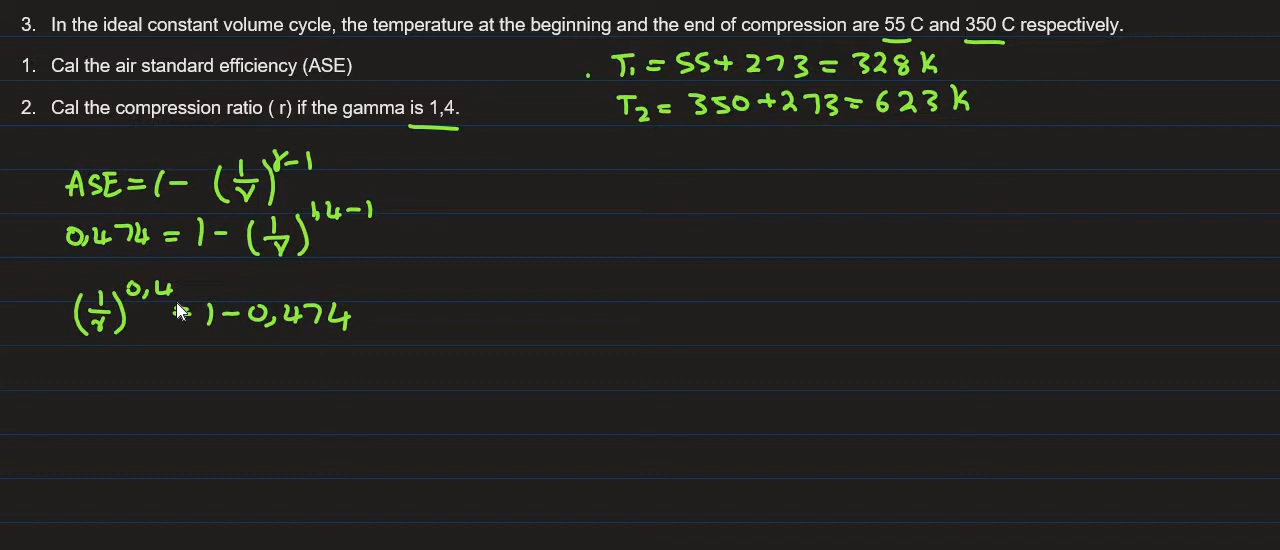 3. In the ideal constant volume cycle, the temperature at the beginning and the end of compression are 55 C and 350 C respectively.
1. Cal the air standard efficiency (ASE)
. T₁ = 55 + 273 = 328 K
2. Cal the compression ratio ( r) if the gamma is 1,4.
T₂ = 350 + 273 = 623 K
ASE = 1 - (1/r)^γ-1
0,474 = 1 - (1/r)^1,4-1
(1/r)^0,4 = 1 - 0,474